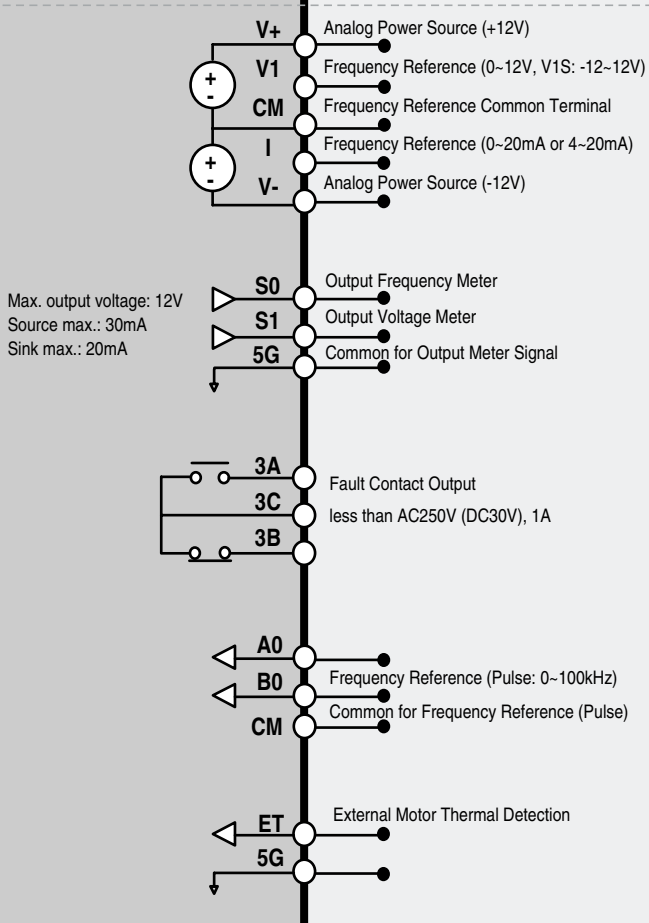 V+ Analog Power Source (+12V)
V1 Frequency Reference (0~12V, V1S: -12~12V)
+
-
CM Frequency Reference Common Terminal
I Frequency Reference (0~20mA or 4~20mA)
+
-
V- Analog Power Source (-12V)
S0 Output Frequency Meter
Max. output voltage: 12V
S1 Output Voltage Meter
Source max.: 30mA
Sink max.: 20mA
5G Common for Output Meter Signal
3A Fault Contact Output
3C less than AC250V (DC30V), 1A
3B
A0
B0 Frequency Reference (Pulse: 0~100kHz)
CM Common for Frequency Reference (Pulse)
ET External Motor Thermal Detection
5G